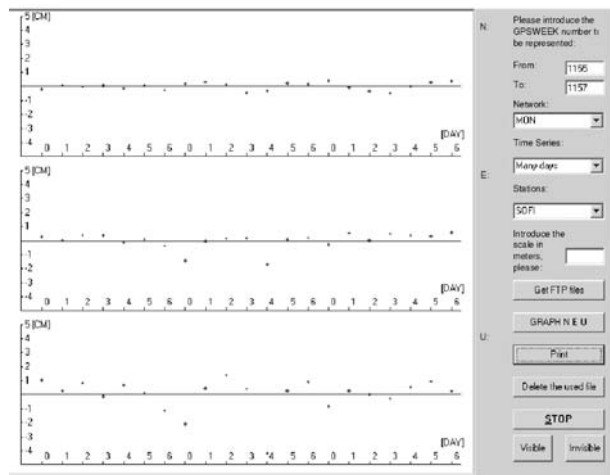 5 [CM]
4
3
2
1
-1
-2
-3
-4
[DAY]
0 1 2 3 4 5 6 0 1 2 3 4 5 6 0 1 2 3 4 5 6
5 [CM]
4
3
2
1
-1
-2
-3
-4
[DAY]
0 1 2 3 4 5 6 0 1 2 3 4 5 6 0 1 2 3 4 5 6
5 [CM]
4
3
2
1
-1
-2
-3
-4
[DAY]
0 1 2 3 4 5 6 0 1 2 3 4 5 6 0 1 2 3 4 5 6
N:
E:
U:
Please introduce the
GPSWEEK number to
be represented:
From: 1155
To: 1157
Network:
MON
Time Series:
Many days
Stations:
SOFI
Introduce the
scale in
meters,
please:
Get FTP files
GRAPH N E U
Print
Delete the used file
STOP
Visible Invisible